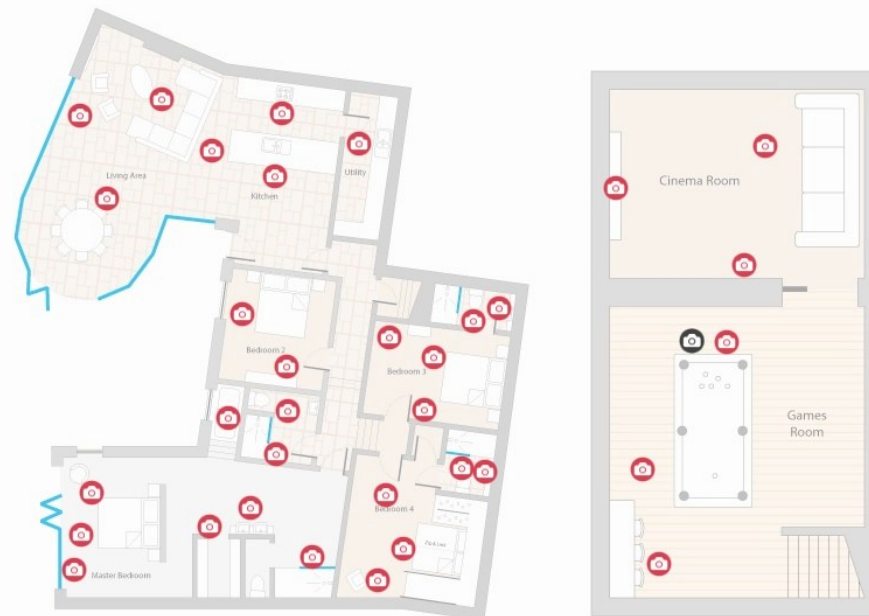 Living Area
Kitchen
Utility
Cinema Room
Bedroom 2
Bedroom 3
Games
Room
Bedroom 4
Master Bedroom